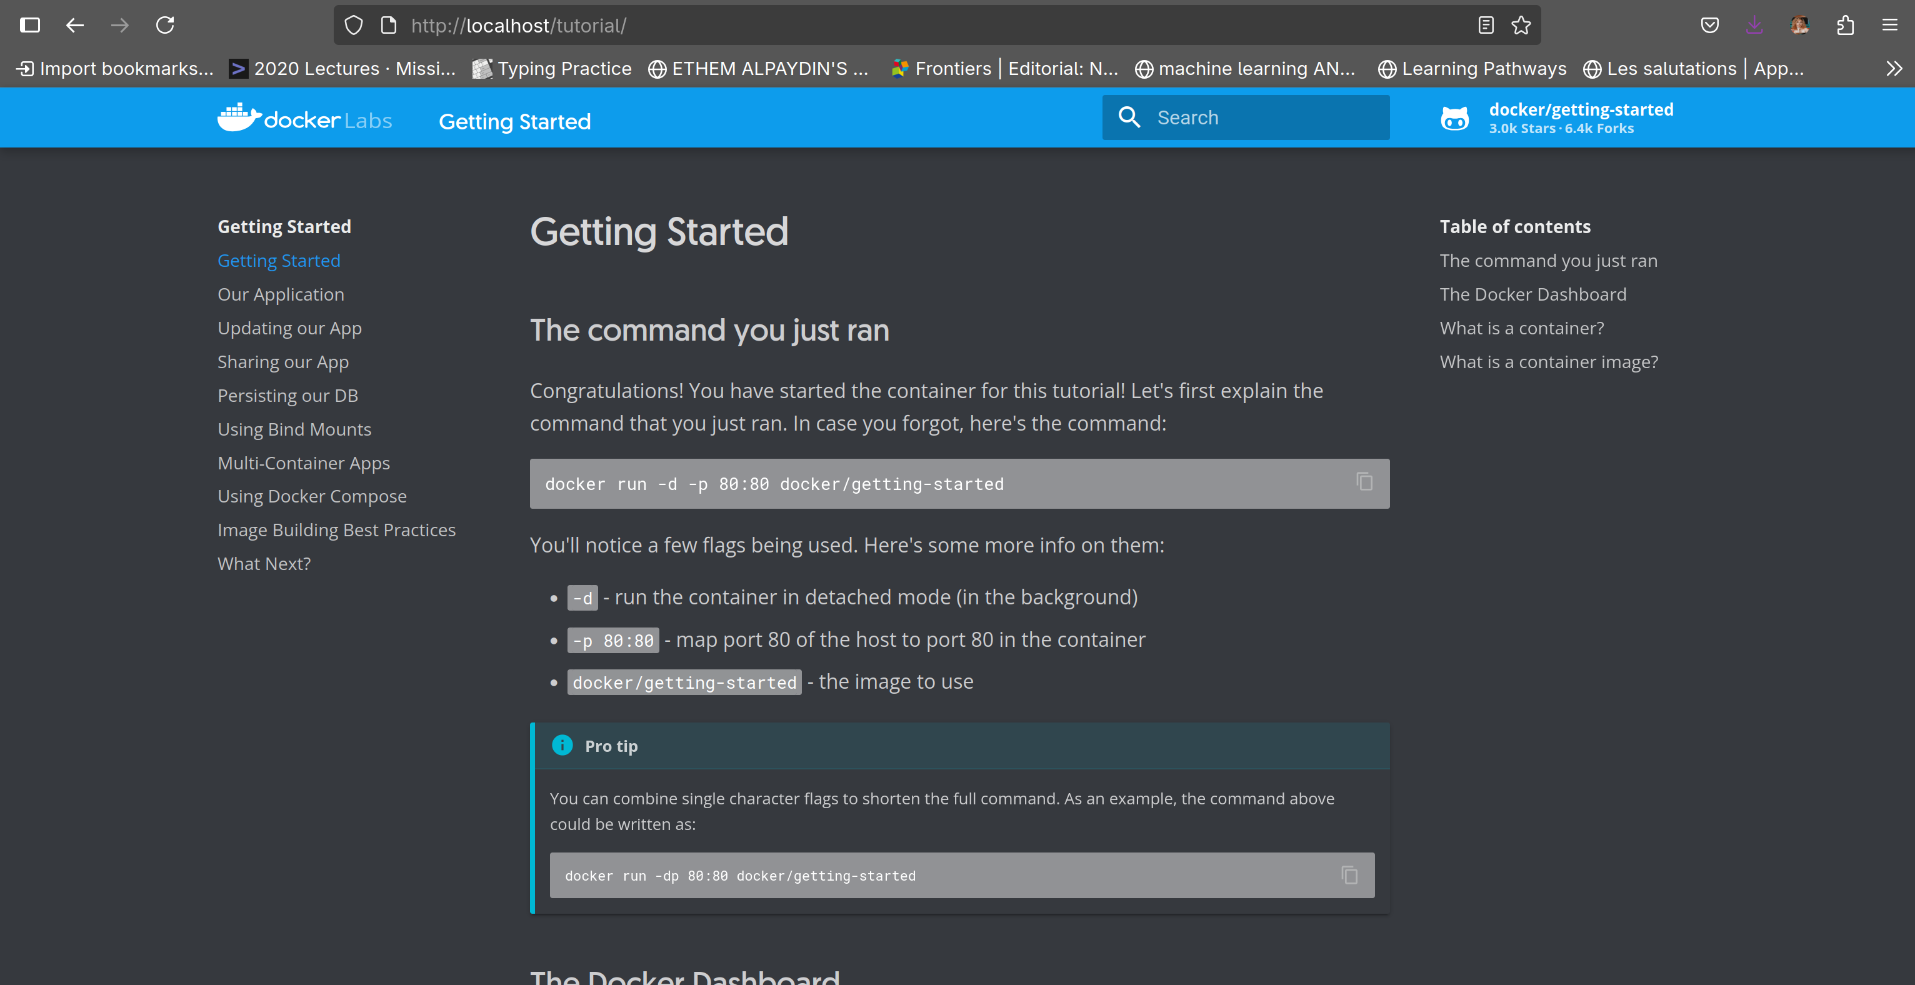 http://localhost/tutorial/
Import bookmarks... 2020 Lectures · Missi... Typing Practice ETHEM ALPAYDIN'S ... Frontiers | Editorial: N... machine learning AN... Learning Pathways Les salutations | App...
docker Labs Getting Started Search docker/getting-started
3.0k Stars · 6.4k Forks
Getting Started
Getting Started
Our Application
Updating our App
Sharing our App
Persisting our DB
Using Bind Mounts
Multi-Container Apps
Using Docker Compose
Image Building Best Practices
What Next?
Getting Started
The command you just ran
Congratulations! You have started the container for this tutorial! Let's first explain the
command that you just ran. In case you forgot, here's the command:
docker run -d -p 80:80 docker/getting-started
You'll notice a few flags being used. Here's some more info on them:
• -d - run the container in detached mode (in the background)
• -p 80:80 - map port 80 of the host to port 80 in the container
• docker/getting-started - the image to use
Pro tip
You can combine single character flags to shorten the full command. As an example, the command above
could be written as:
docker run -dp 80:80 docker/getting-started
The Docker Dashboard
Table of contents
The command you just ran
The Docker Dashboard
What is a container?
What is a container image?